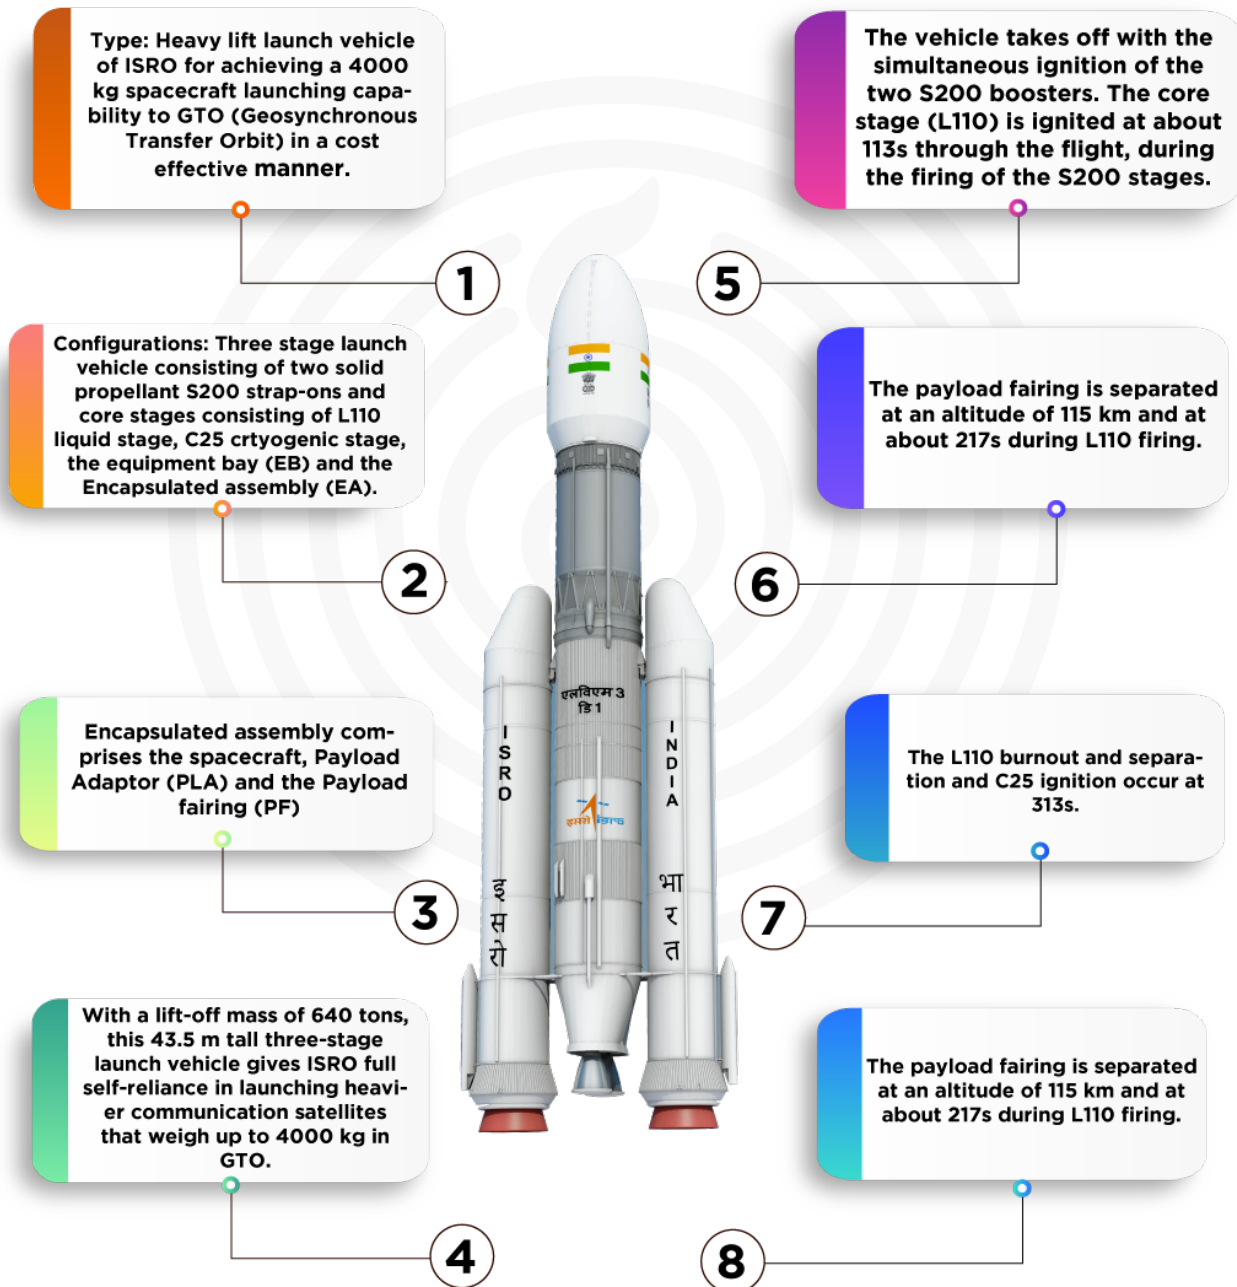 Type: Heavy lift launch vehicle
of ISRO for achieving a 4000
kg spacecraft launching capa-
bility to GTO (Geosynchronous
Transfer Orbit) in a cost
effective manner.
1
Configurations: Three stage launch
vehicle consisting of two solid
propellant S200 strap-ons and
core stages consisting of L110
liquid stage, C25 crtyogenic stage,
the equipment bay (EB) and the
Encapsulated assembly (EA).
2
Encapsulated assembly com-
prises the spacecraft, Payload
Adaptor (PLA) and the Payload
fairing (PF)
3
With a lift-off mass of 640 tons,
this 43.5 m tall three-stage
launch vehicle gives ISRO full
self-reliance in launching heavi-
er communication satellites
that weigh up to 4000 kg in
GTO.
4
एलविएम 3
डि 1
ISRO
इसरो
इसरो isro
INDIA
भारत
The vehicle takes off with the
simultaneous ignition of the
two S200 boosters. The core
stage (L110) is ignited at about
113s through the flight, during
the firing of the S200 stages.
5
The payload fairing is separated
at an altitude of 115 km and at
about 217s during L110 firing.
6
The L110 burnout and separa-
tion and C25 ignition occur at
313s.
7
The payload fairing is separated
at an altitude of 115 km and at
about 217s during L110 firing.
8